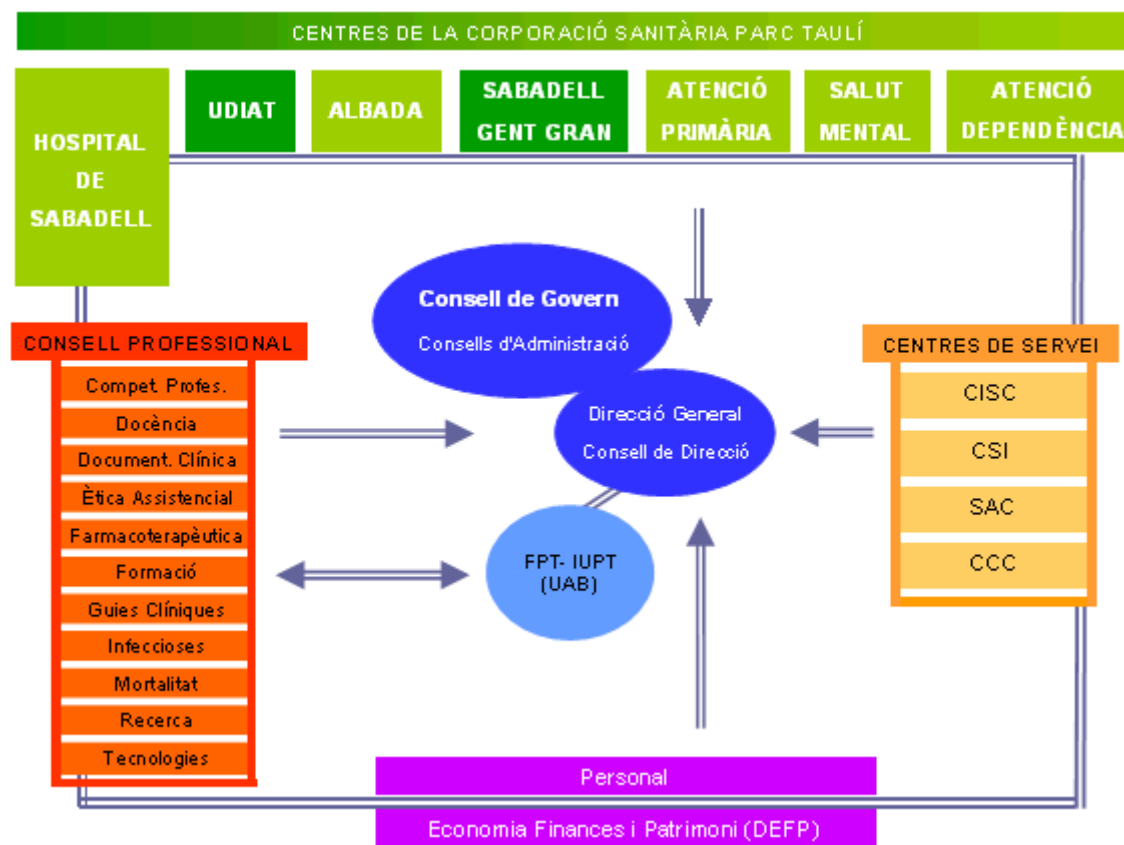 CENTRES DE LA CORPORACIÓ SANITÀRIA PARC TAULÍ
HOSPITAL
DE
SABADELL
UDIAT
ALBADA
SABADELL
GENT GRAN
ATENCIÓ
PRIMÀRIA
SALUT
MENTAL
ATENCIÓ
DEPENDÈNCIA
Consell de Govern
Consells d'Administració
Direcció General
Consell de Direcció
FPT- IUPT
(UAB)
CONSELL PROFESSIONAL
Compet. Profes.
Docència
Document. Clínica
Ètica Assistencial
Farmacoterapèutica
Formació
Guies Clíniques
Infeccioses
Mortalitat
Recerca
Tecnologies
CENTRES DE SERVEI
CISC
CSI
SAC
CCC
Personal
Economia Finances i Patrimoni (DEFP)